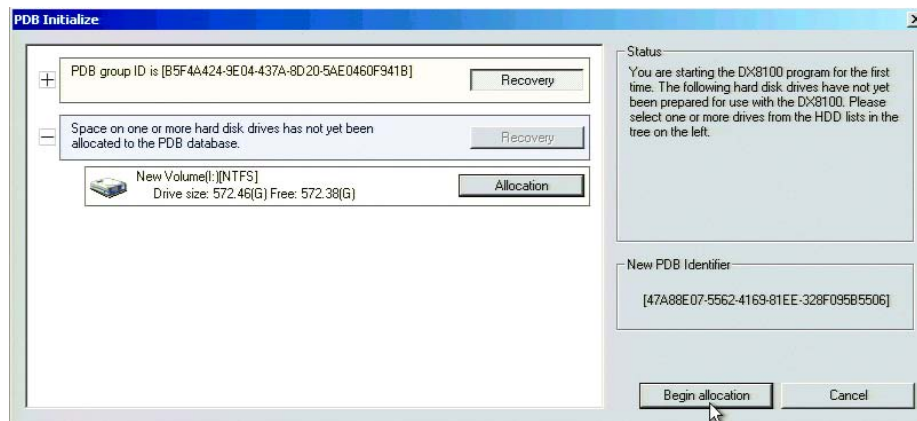 PDB Initialize
PDB group ID is [B5F4A424-9E04-437A-8D20-5AE0460F941B]
Recovery
Space on one or more hard disk drives has not yet been
allocated to the PDB database.
Recovery
New Volume(I:)[NTFS]
Drive size: 572.46(G) Free: 572.38(G)
Allocation
Status
You are starting the DX8100 program for the first
time. The following hard disk drives have not yet
been prepared for use with the DX8100. Please
select one or more drives from the HDD lists in the
tree on the left.
New PDB Identifier
[47A88E07-5562-4169-81EE-328F095B5506]
Begin allocation
Cancel